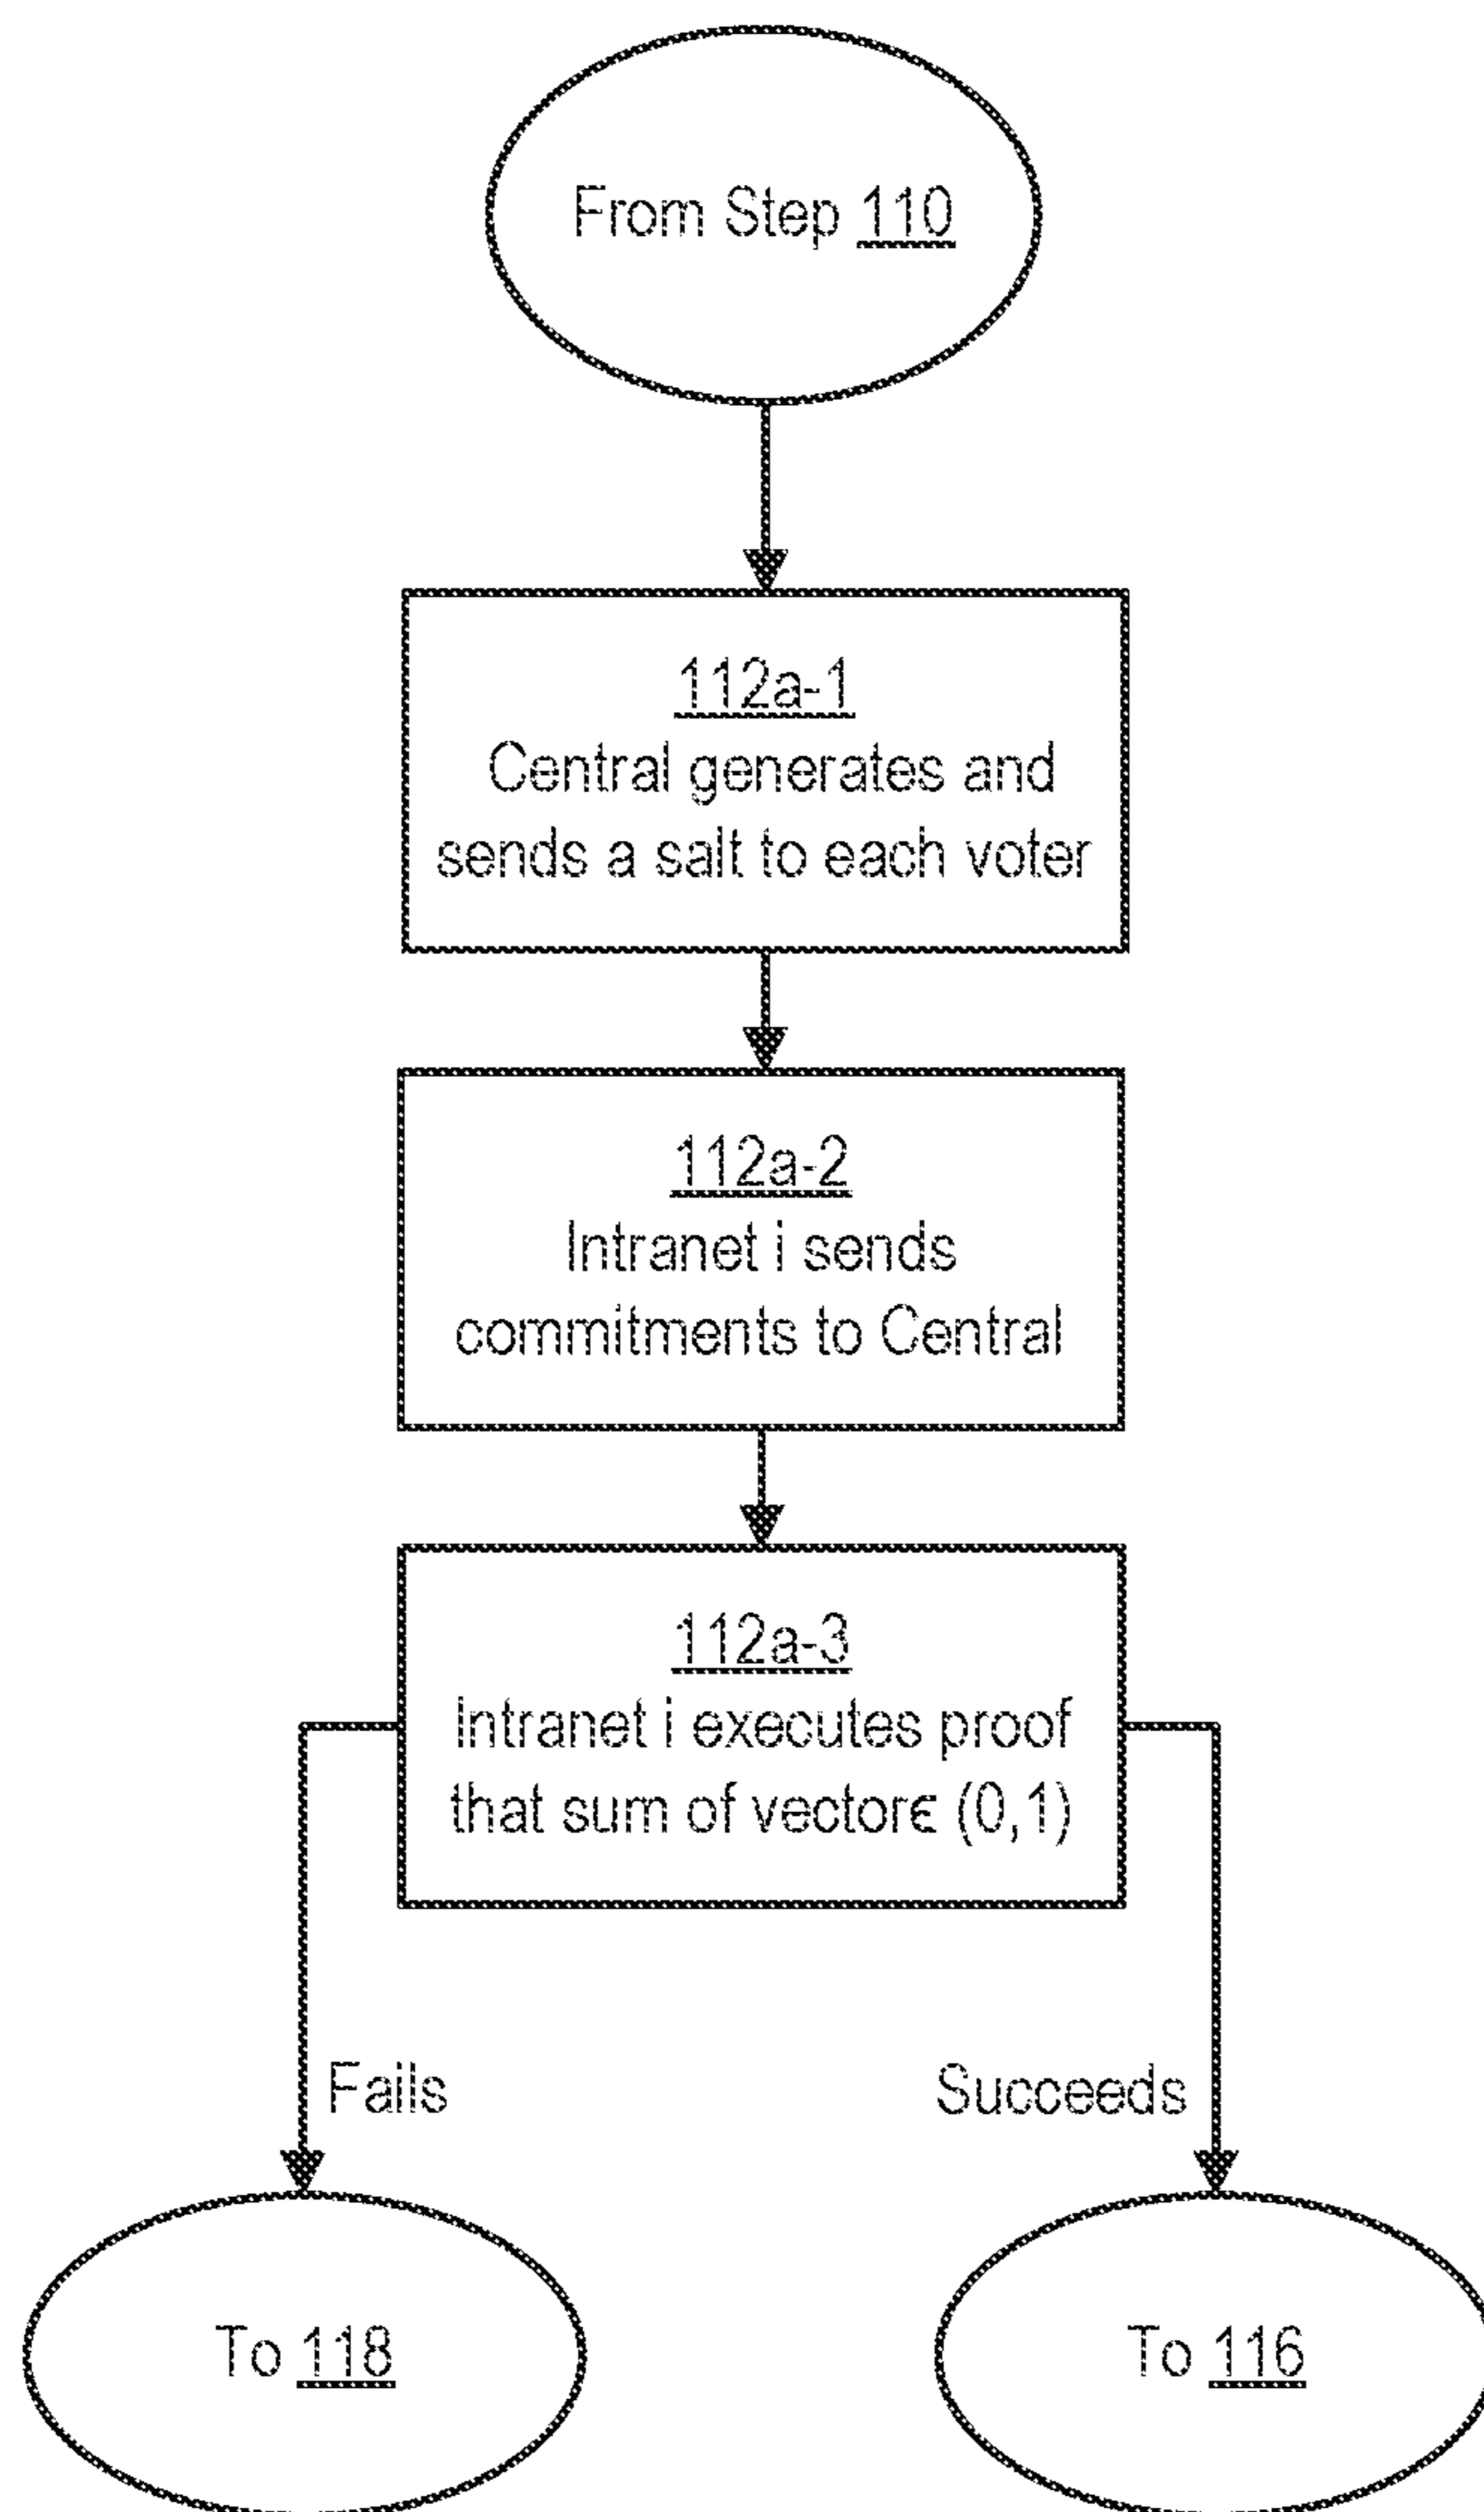 From Step 110
112a-1
Central generates and
sends a salt to each voter
112a-2
Intranet i sends
commitments to Central
112a-3
Intranet i executes proof
that sum of vectorϵ (0,1)
Fails
Succeeds
To 118
To 116